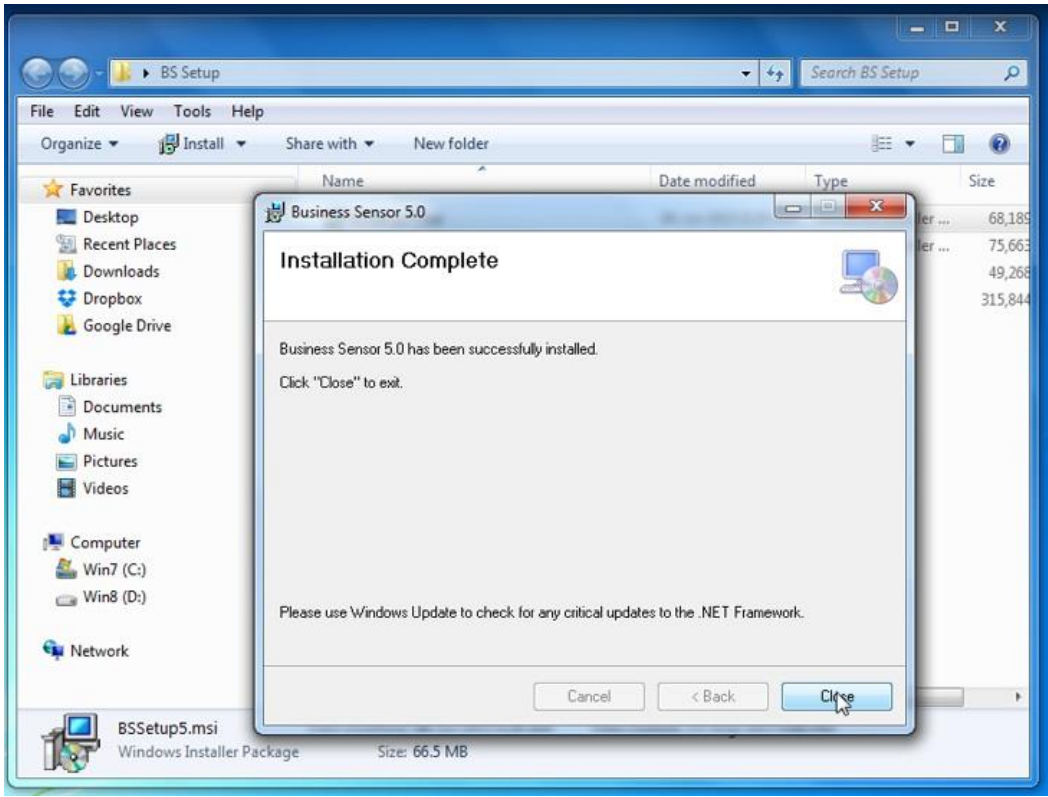 BS Setup
Search BS Setup
File Edit View Tools Help
Organize Install Share with New folder
Name Date modified Type Size
Favorites
Desktop
Recent Places
Downloads
Dropbox
Google Drive
Libraries
Documents
Music
Pictures
Videos
Computer
Win7 (C:)
Win8 (D:)
Network
Business Sensor 5.0
Installation Complete
Business Sensor 5.0 has been successfully installed.
Click "Close" to exit.
Please use Windows Update to check for any critical updates to the .NET Framework.
Cancel < Back Close
ler ... 68,189
ler ... 75,663
49,268
315,844
BSSetup5.msi
Windows Installer Package Size: 66.5 MB